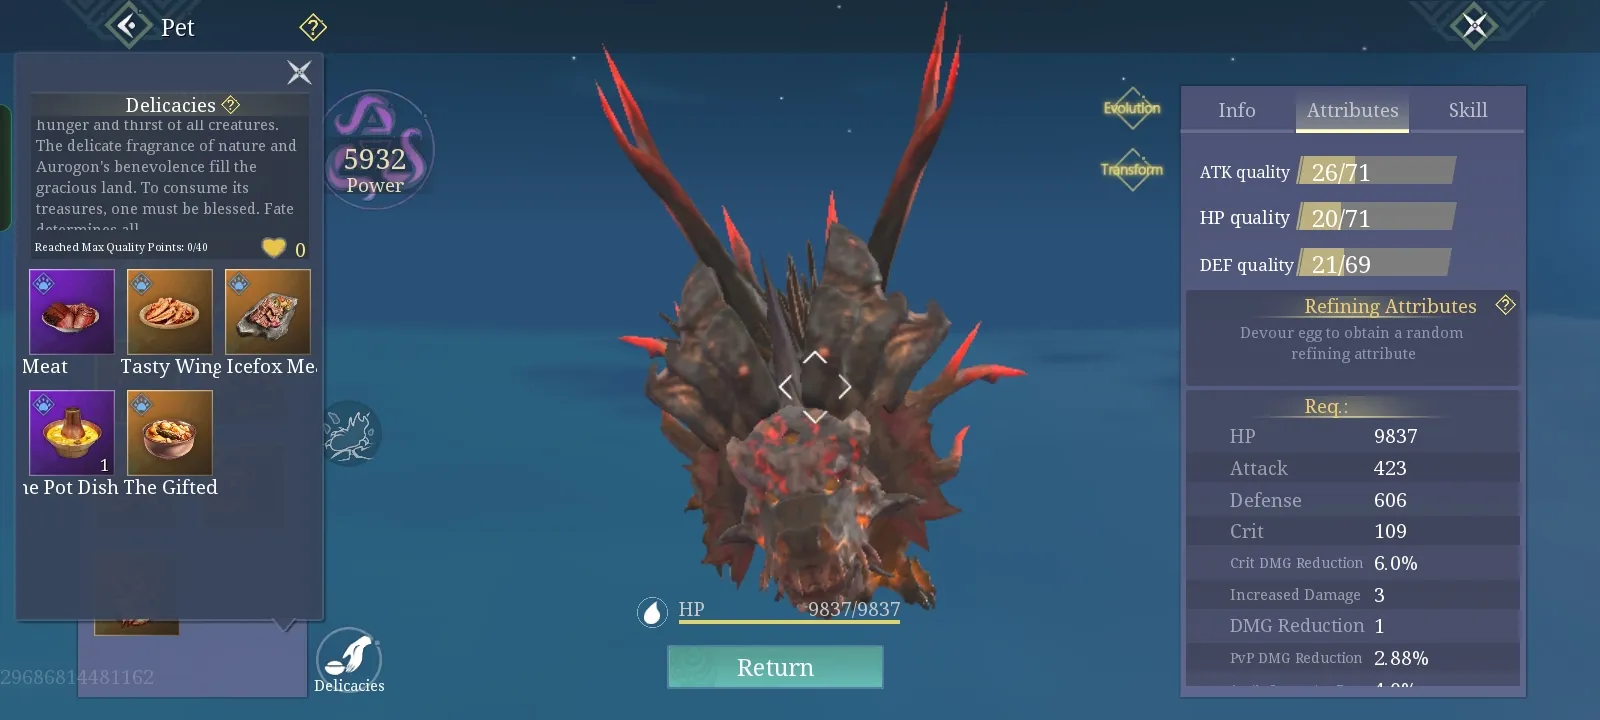 Pet
Delicacies
hunger and thirst of all creatures.
The delicate fragrance of nature and
Aurogon's benevolence fill the
gracious land. To consume its
treasures, one must be blessed. Fate
determines all
Reached Max Quality Points: 0/40
0
Meat
Tasty Wing
Icefox Mea
1
ne Pot Dish
The Gifted
29686814481162
5932
Power
Delicacies
Evolution
Transform
HP
9837/9837
Return
Info
Attributes
Skill
ATK quality 26/71
HP quality 20/71
DEF quality 21/69
Refining Attributes
Devour egg to obtain a random
refining attribute
Req.:
HP 9837
Attack 423
Defense 606
Crit 109
Crit DMG Reduction 6.0%
Increased Damage 3
DMG Reduction 1
PvP DMG Reduction 2.88%